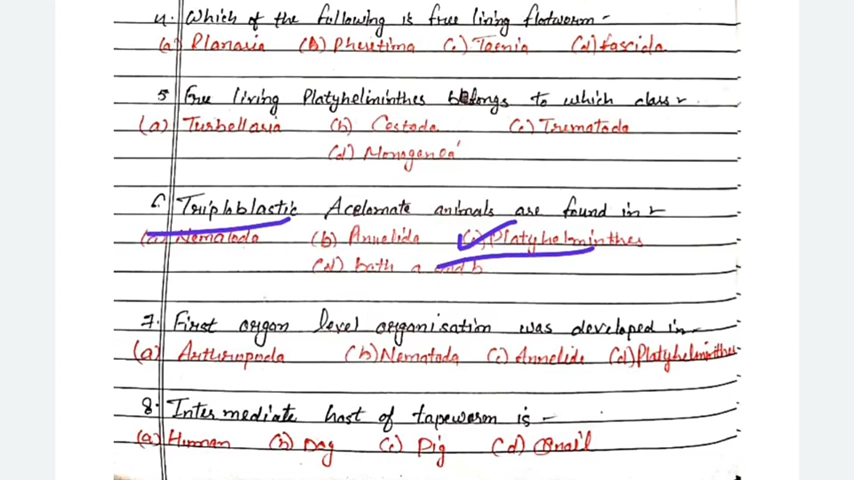 4. Which of the following is free living flatworm -
(a) Planaria (b) Pheretima (c) Taenia (d) fasciola
5 Free living Platyhelminthes belongs to which class -
(a) Turbellaria (b) Cestoda (c) Trematoda
(d) Monogenea
6. Triploblastic Acelomate animals are found in -
(a) Nematoda (b) Annelida (c) Platyhelminthes
(d) both a and b
7. First organ level organisation was developed in -
(a) Arthropoda (b) Nematoda (c) Annelide (d) Platyhelminthes
8. Intermediate host of tapeworm is -
(a) Human (b) Dog (c) Pig (d) Snail